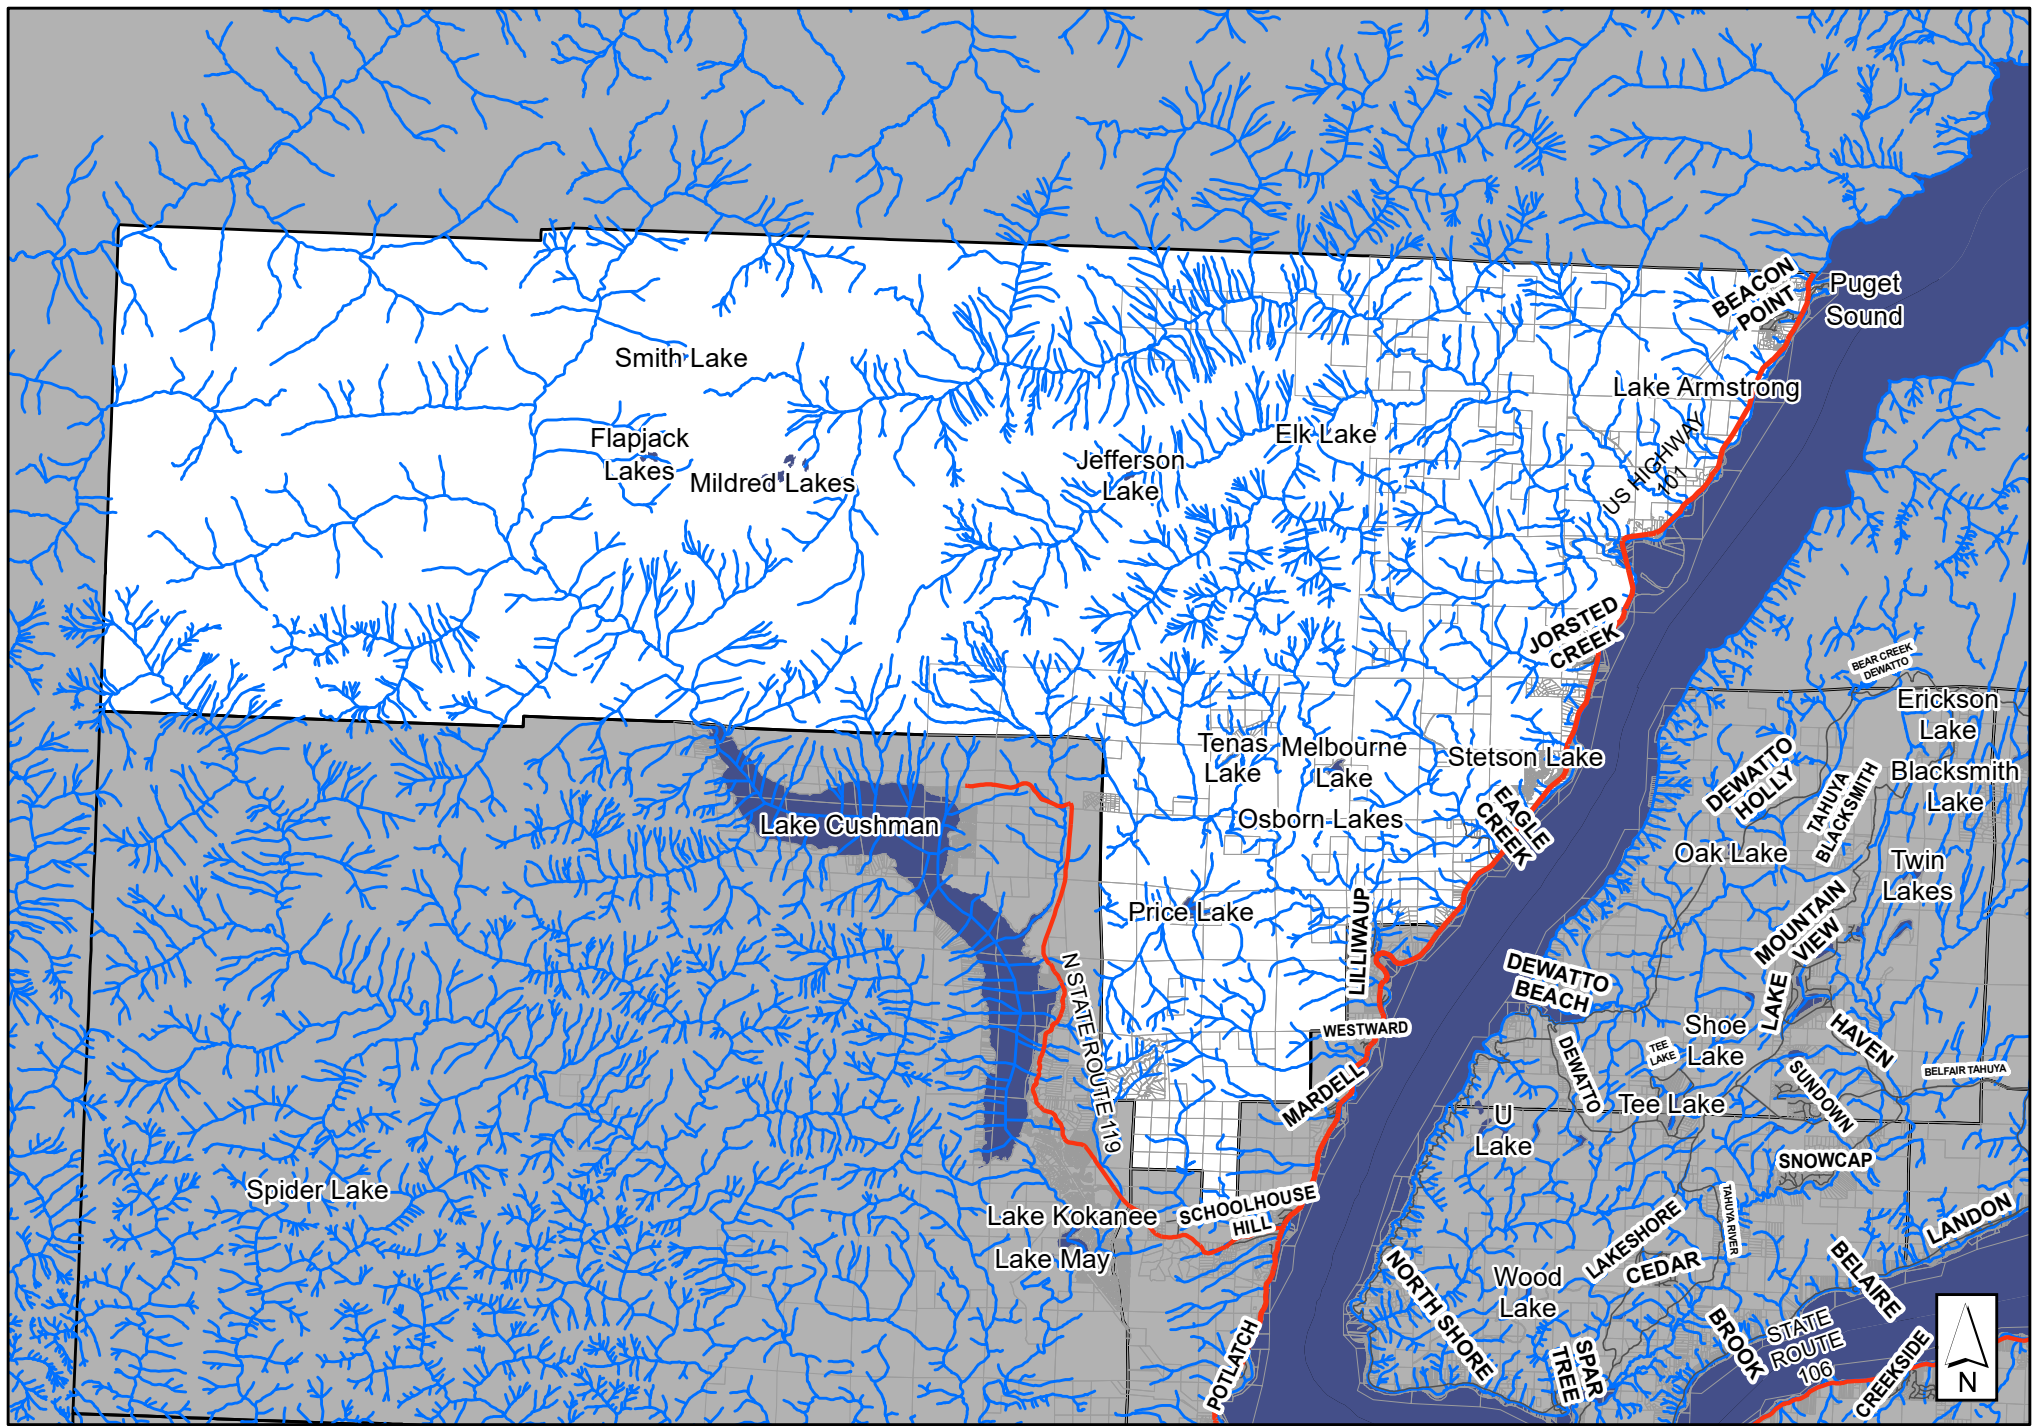 BEACON
POINT
Puget
Sound
Smith Lake
Lake Armstrong
Flapjack
Lakes
Mildred Lakes
Elk Lake
Jefferson
Lake
US HIGHWAY
101
JORSTED
CREEK
BEAR CREEK
DEWATTO
Erickson
Lake
Tenas
Lake
Melbourne
Lake
Stetson Lake
DEWATTO
HOLLY
TAHUYA
BLACKSMITH
Blacksmith
Lake
Lake Cushman
Osborn Lakes
EAGLE
CREEK
Oak Lake
Twin
Lakes
Price Lake
LILLIWAUP
MOUNTAIN
VIEW
LAKE
DEWATTO
BEACH
N STATE ROUTE 119
WESTWARD
Shoe
Lake
HAVEN
TEE
LAKE
DEWATTO
BELFAIR TAHUYA
MARDELL
SUNDOWN
Tee Lake
U
Lake
SNOWCAP
Spider Lake
SCHOOLHOUSE
HILL
Lake Kokanee
Lake May
LAKESHORE
TAHUYA RIVER
LANDON
CEDAR
BELAIRE
NORTH SHORE
Wood
Lake
BROOK
STATE
ROUTE
106
POTLATCH
SPAR
TREE
CREEKSIDE
N